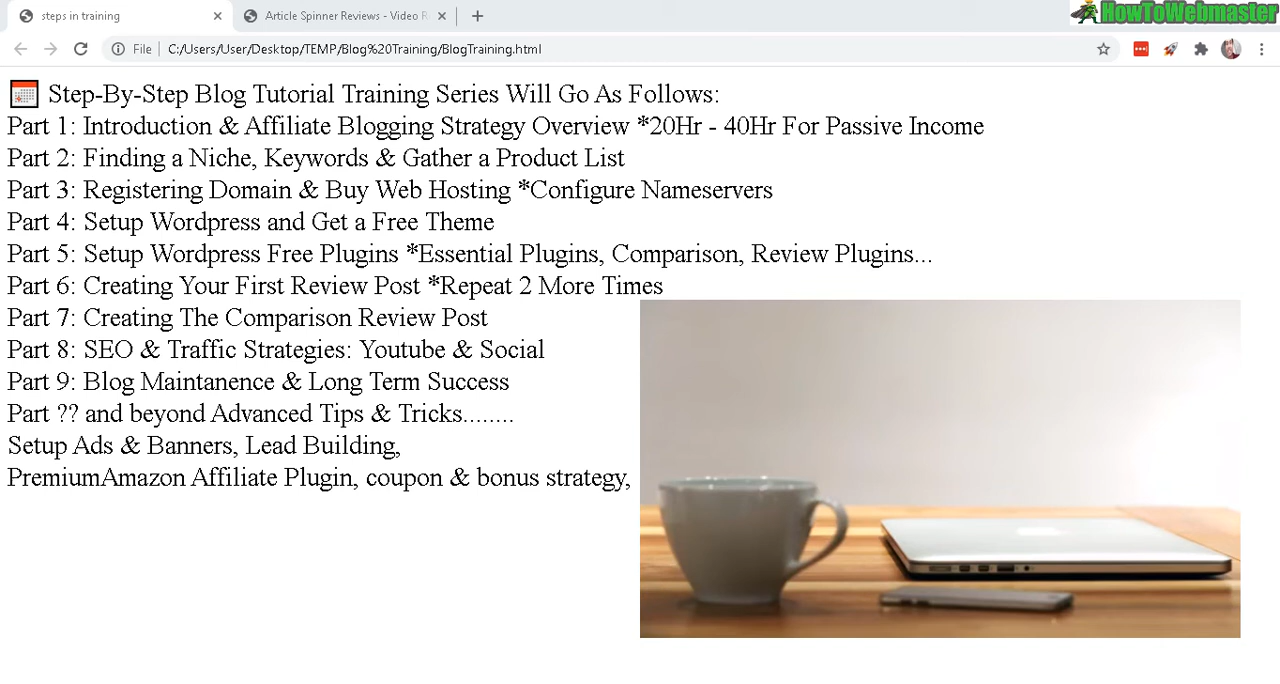 steps in training
Article Spinner Reviews - Video R
HowToWebmaster
File
C:/Users/User/Desktop/TEMP/Blog%20Training/BlogTraining.html
Step-By-Step Blog Tutorial Training Series Will Go As Follows:
Part 1: Introduction & Affiliate Blogging Strategy Overview *20Hr - 40Hr For Passive Income
Part 2: Finding a Niche, Keywords & Gather a Product List
Part 3: Registering Domain & Buy Web Hosting *Configure Nameservers
Part 4: Setup Wordpress and Get a Free Theme
Part 5: Setup Wordpress Free Plugins *Essential Plugins, Comparison, Review Plugins...
Part 6: Creating Your First Review Post *Repeat 2 More Times
Part 7: Creating The Comparison Review Post
Part 8: SEO & Traffic Strategies: Youtube & Social
Part 9: Blog Maintanence & Long Term Success
Part ?? and beyond Advanced Tips & Tricks........
Setup Ads & Banners, Lead Building,
PremiumAmazon Affiliate Plugin, coupon & bonus strategy,